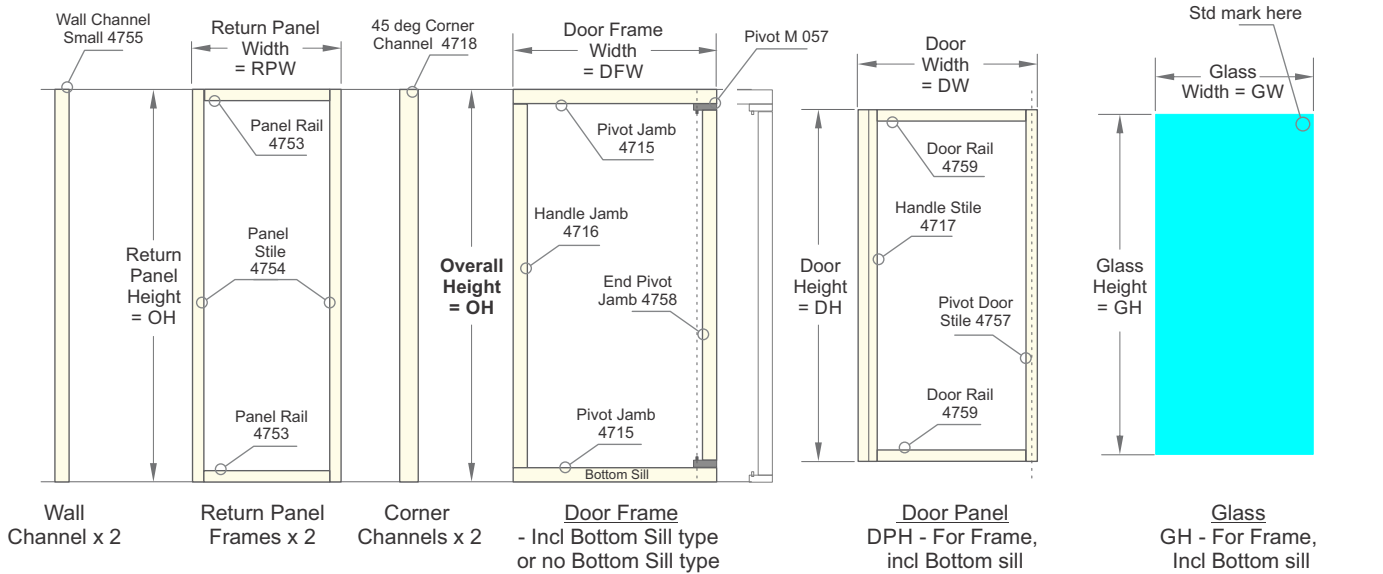 Wall Channel
Small 4755
Return Panel
Width
= RPW
45 deg Corner
Channel 4718
Door Frame
Width
= DFW
Pivot M 057
Door
Width
= DW
Std mark here
Glass
Width = GW
Panel Rail
4753
Pivot Jamb
4715
Door Rail
4759
Handle Jamb
4716
Handle Stile
4717
Panel
Stile
4754
Return
Panel
Height
= OH
Overall
Height
= OH
End Pivot
Jamb 4758
Door
Height
= DH
Pivot Door
Stile 4757
Glass
Height
= GH
Panel Rail
4753
Pivot Jamb
4715
Door Rail
4759
Bottom Sill
Wall
Channel x 2
Return Panel
Frames x 2
Corner
Channels x 2
Door Frame
- Incl Bottom Sill type
or no Bottom Sill type
Door Panel
DPH - For Frame,
incl Bottom sill
Glass
GH - For Frame,
Incl Bottom sill